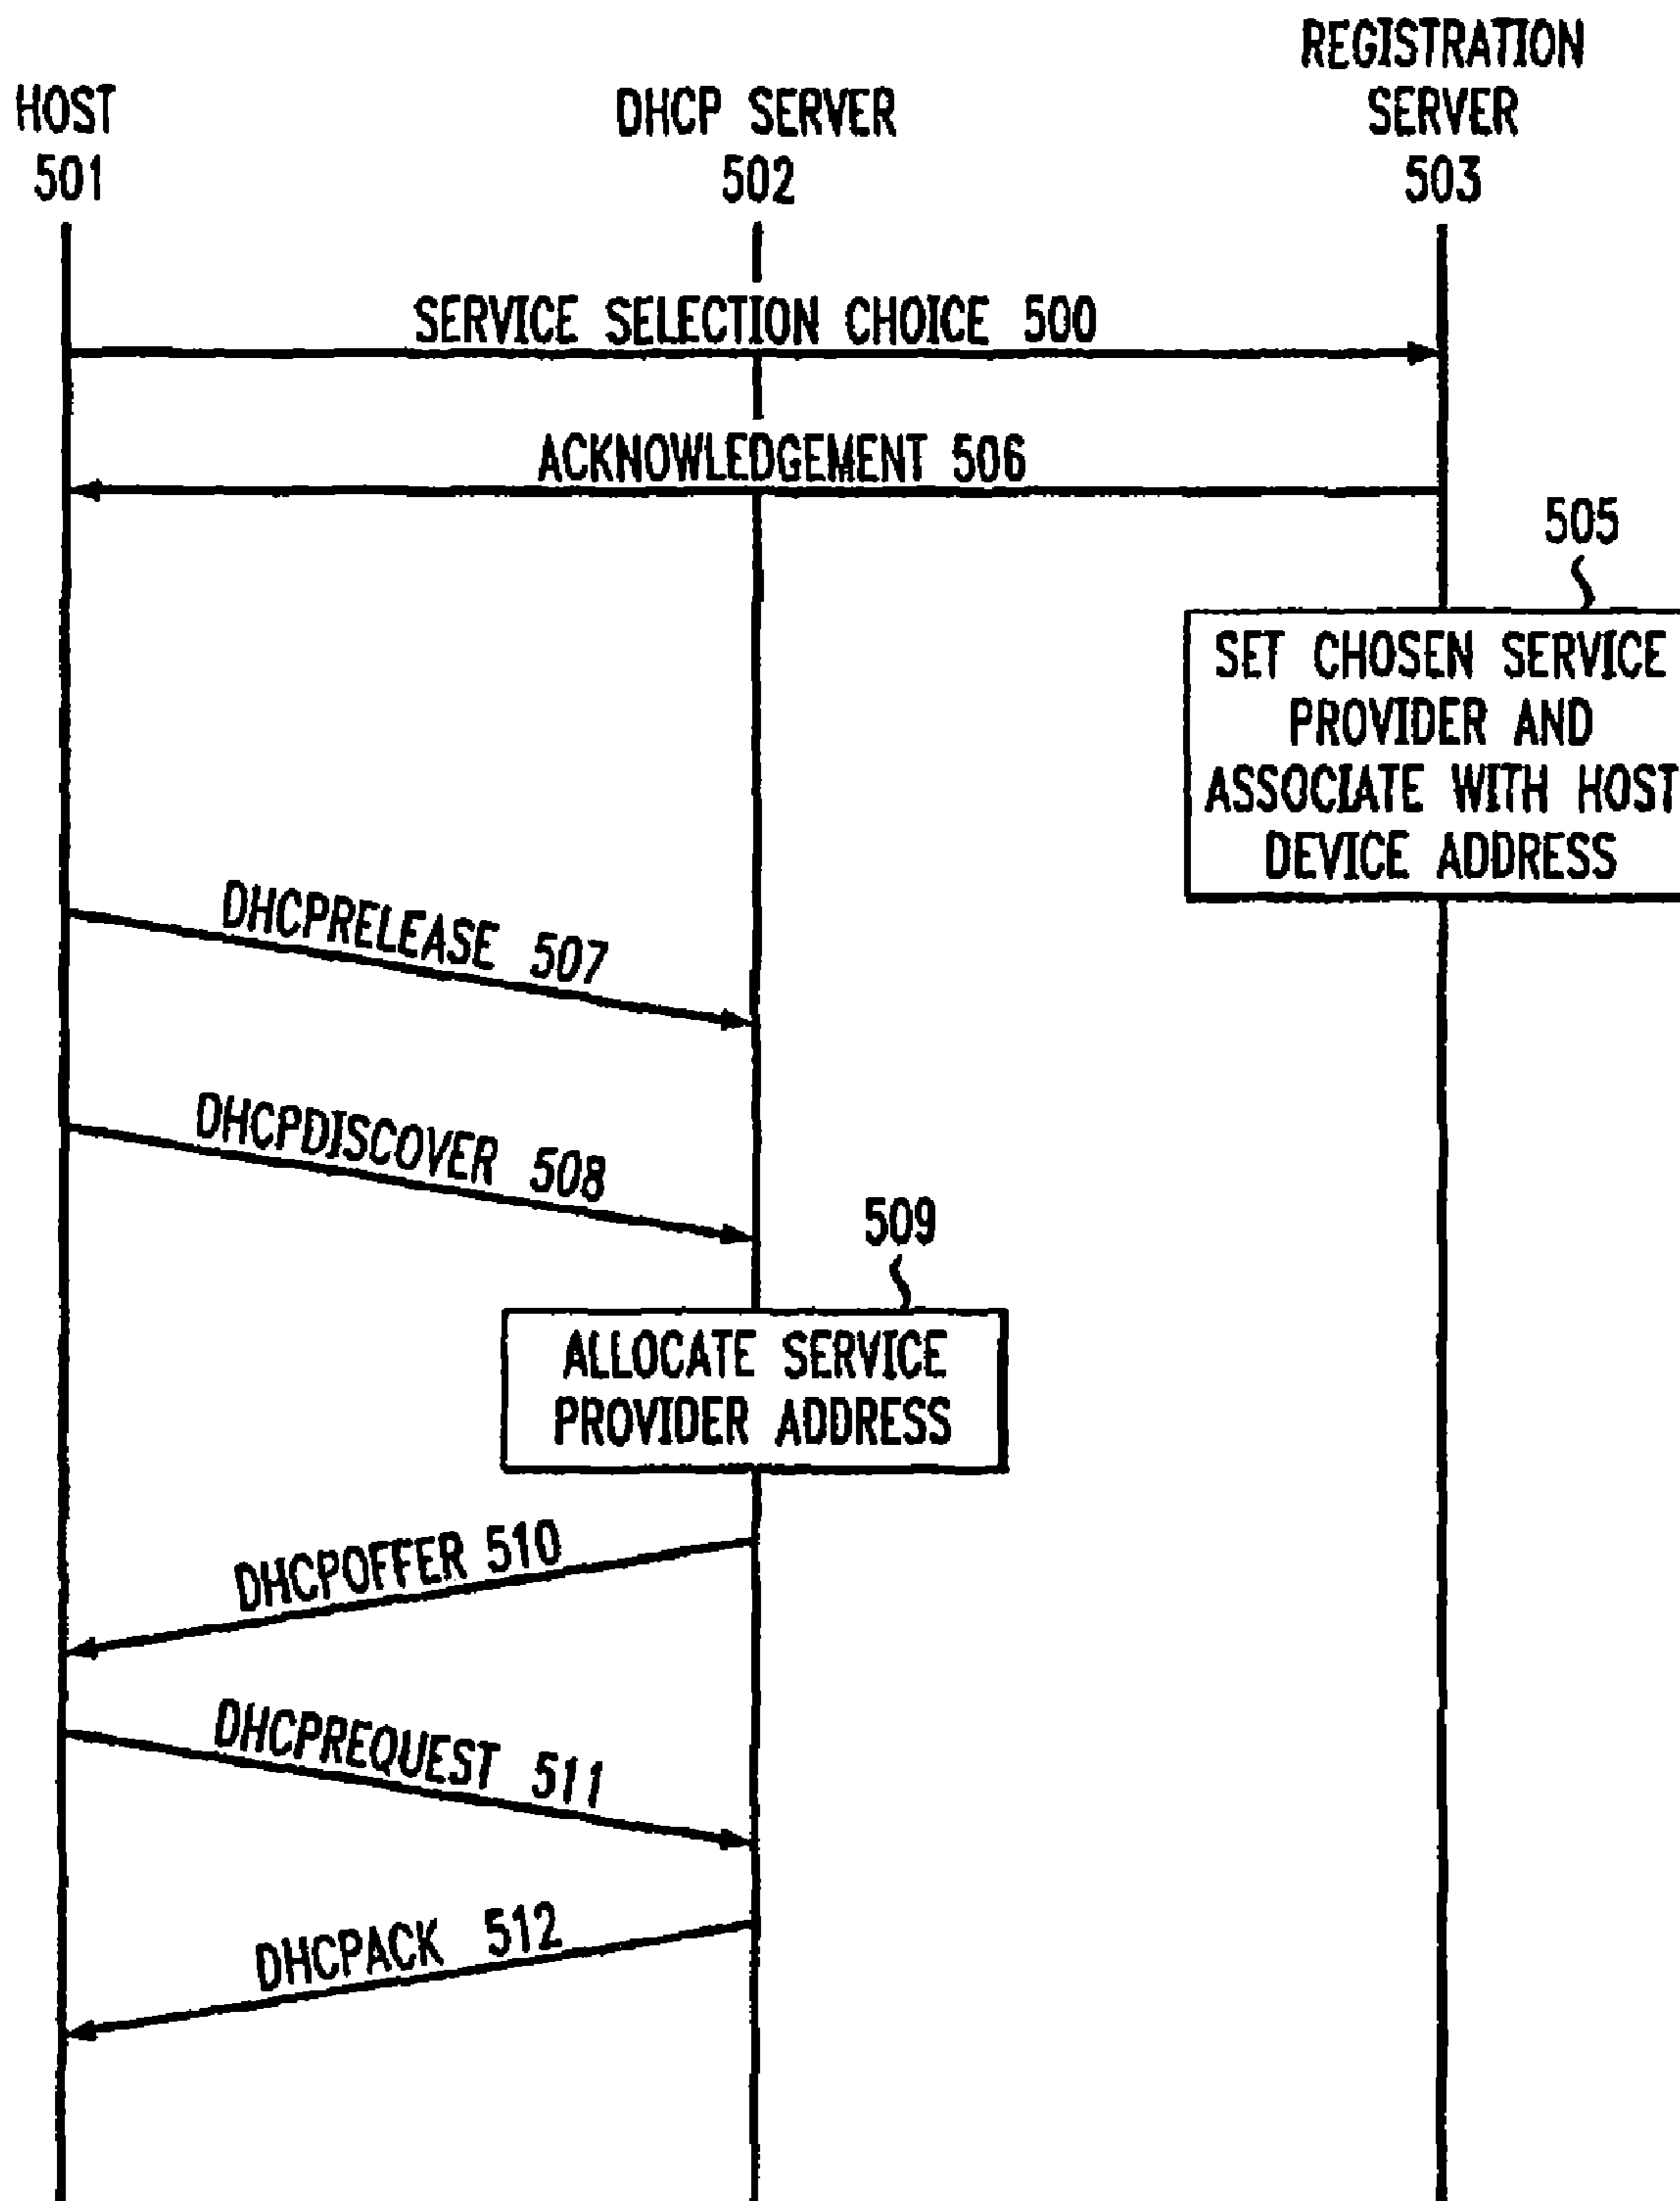 HOST
501
DHCP SERVER
502
REGISTRATION
SERVER
503
SERVICE SELECTION CHOICE 500
ACKNOWLEDGEMENT 506
505
SET CHOSEN SERVICE
PROVIDER AND
ASSOCIATE WITH HOST
DEVICE ADDRESS
DHCPRELEASE 507
DHCPDISCOVER 508
509
ALLOCATE SERVICE
PROVIDER ADDRESS
DHCPOFFER 510
DHCPREQUEST 511
DHCPACK 512